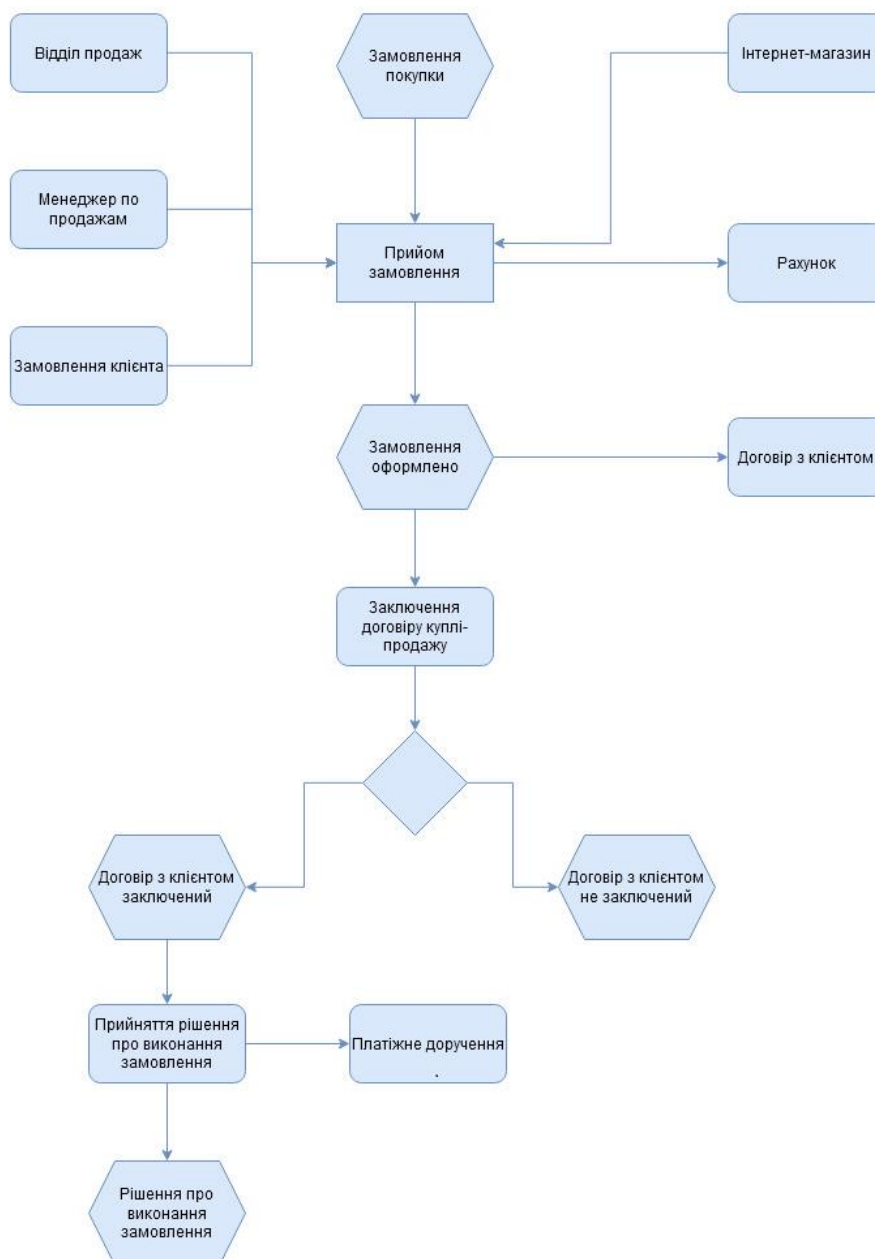 Відділ продаж
Замовлення
покупки
Інтернет-магазин
Менеджер по
продажам
Прийом
замовлення
Рахунок
Замовлення клієнта
Замовлення
оформлено
Договір з клієнтом
Заключення
договіру куплі-
продажу
Договір з клієнтом
заключений
Договір з клієнтом
не заключений
Прийняття рішення
про виконання
замовлення
Платіжне доручення
.
Рішення про
виконання
замовлення